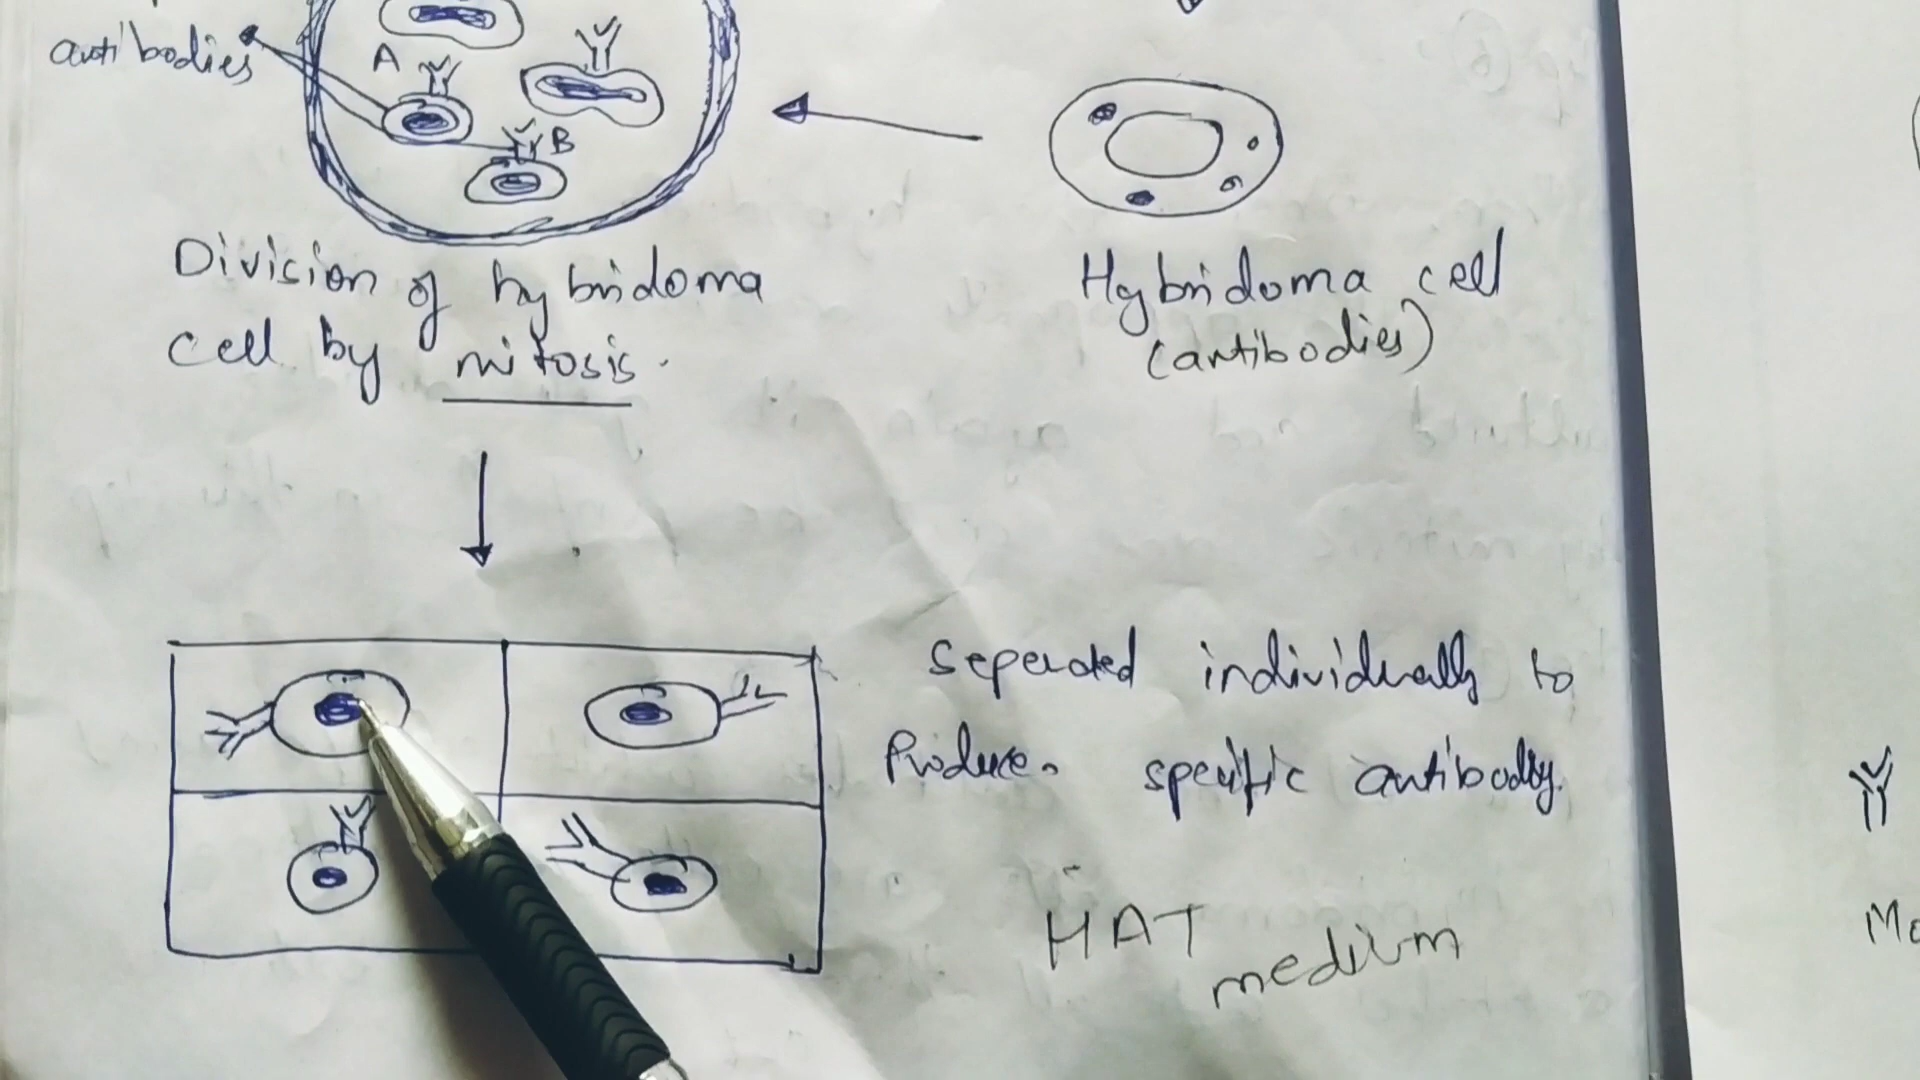 antibodies
A
B
Division of hybridoma
cell by mitosis.
Hybridoma cell
(antibodies)
Seperated individually to
Produce. specific antibody.
HAT
medium